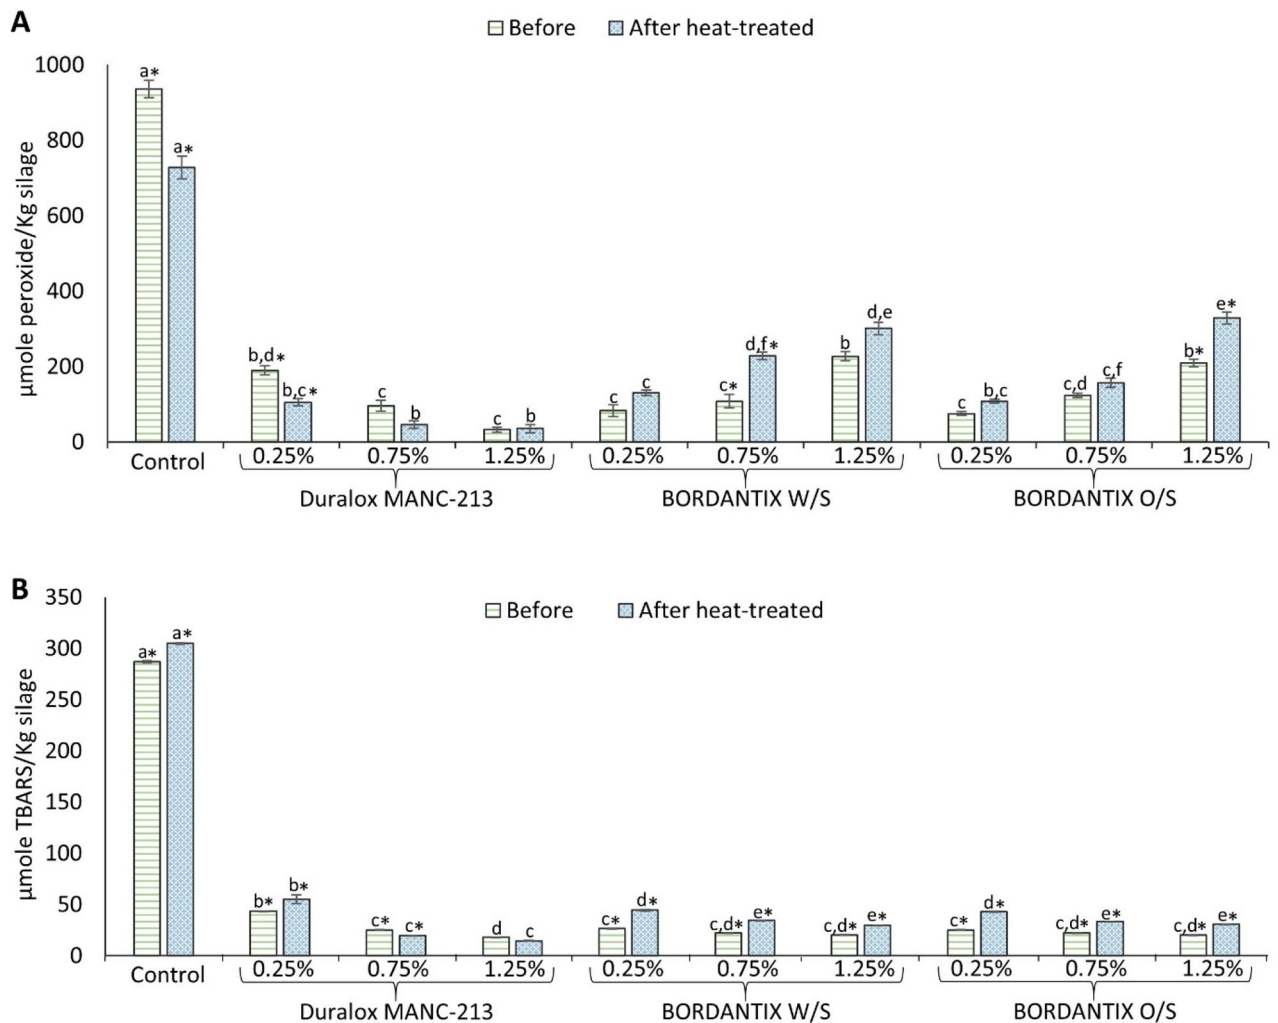 A
Before After heat-treated
1000
800
600
400
200
0
µmole peroxide/Kg silage
a* a*
b,d* b,c*
c b
c b
c c
c* d,f*
b d,e
c b,c
c,d c,f
b* e*
Control 0.25% 0.75% 1.25% 0.25% 0.75% 1.25% 0.25% 0.75% 1.25%
Duralox MANC-213 BORDANTIX W/S BORDANTIX O/S
B
Before After heat-treated
350
300
250
200
150
100
50
0
µmole TBARS/Kg silage
a* a*
b* b*
c* c*
d c
c* d*
c,d* e*
c,d* e*
c* d*
c,d* e*
c,d* e*
Control 0.25% 0.75% 1.25% 0.25% 0.75% 1.25% 0.25% 0.75% 1.25%
Duralox MANC-213 BORDANTIX W/S BORDANTIX O/S